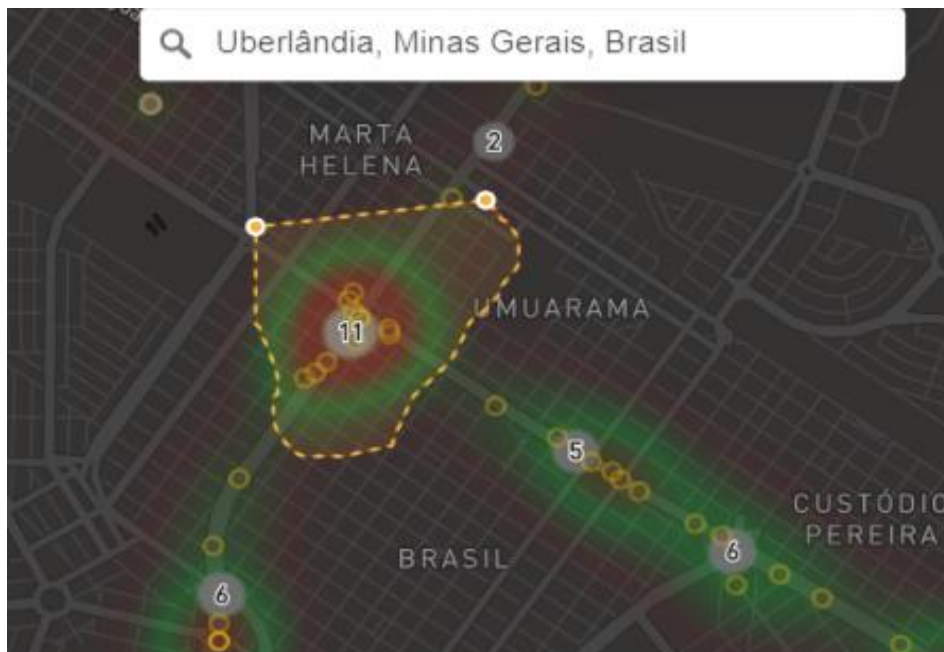 Uberlândia, Minas Gerais, Brasil
MARTA
HELENA
2
UMUARAMA
11
5
CUSTÓDIO
PEREIRA
6
BRASIL
6